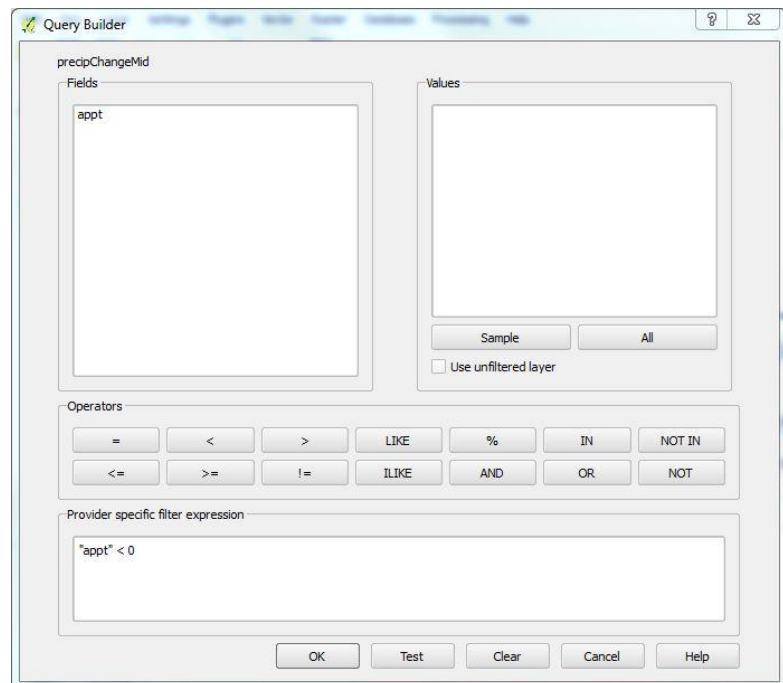 Query Builder
precipChangeMid
Fields
Values
appt
Sample
All
Use unfiltered layer
Operators
= < > LIKE % IN NOT IN
<= >= != ILIKE AND OR NOT
Provider specific filter expression
"appt" < 0
OK Test Clear Cancel Help